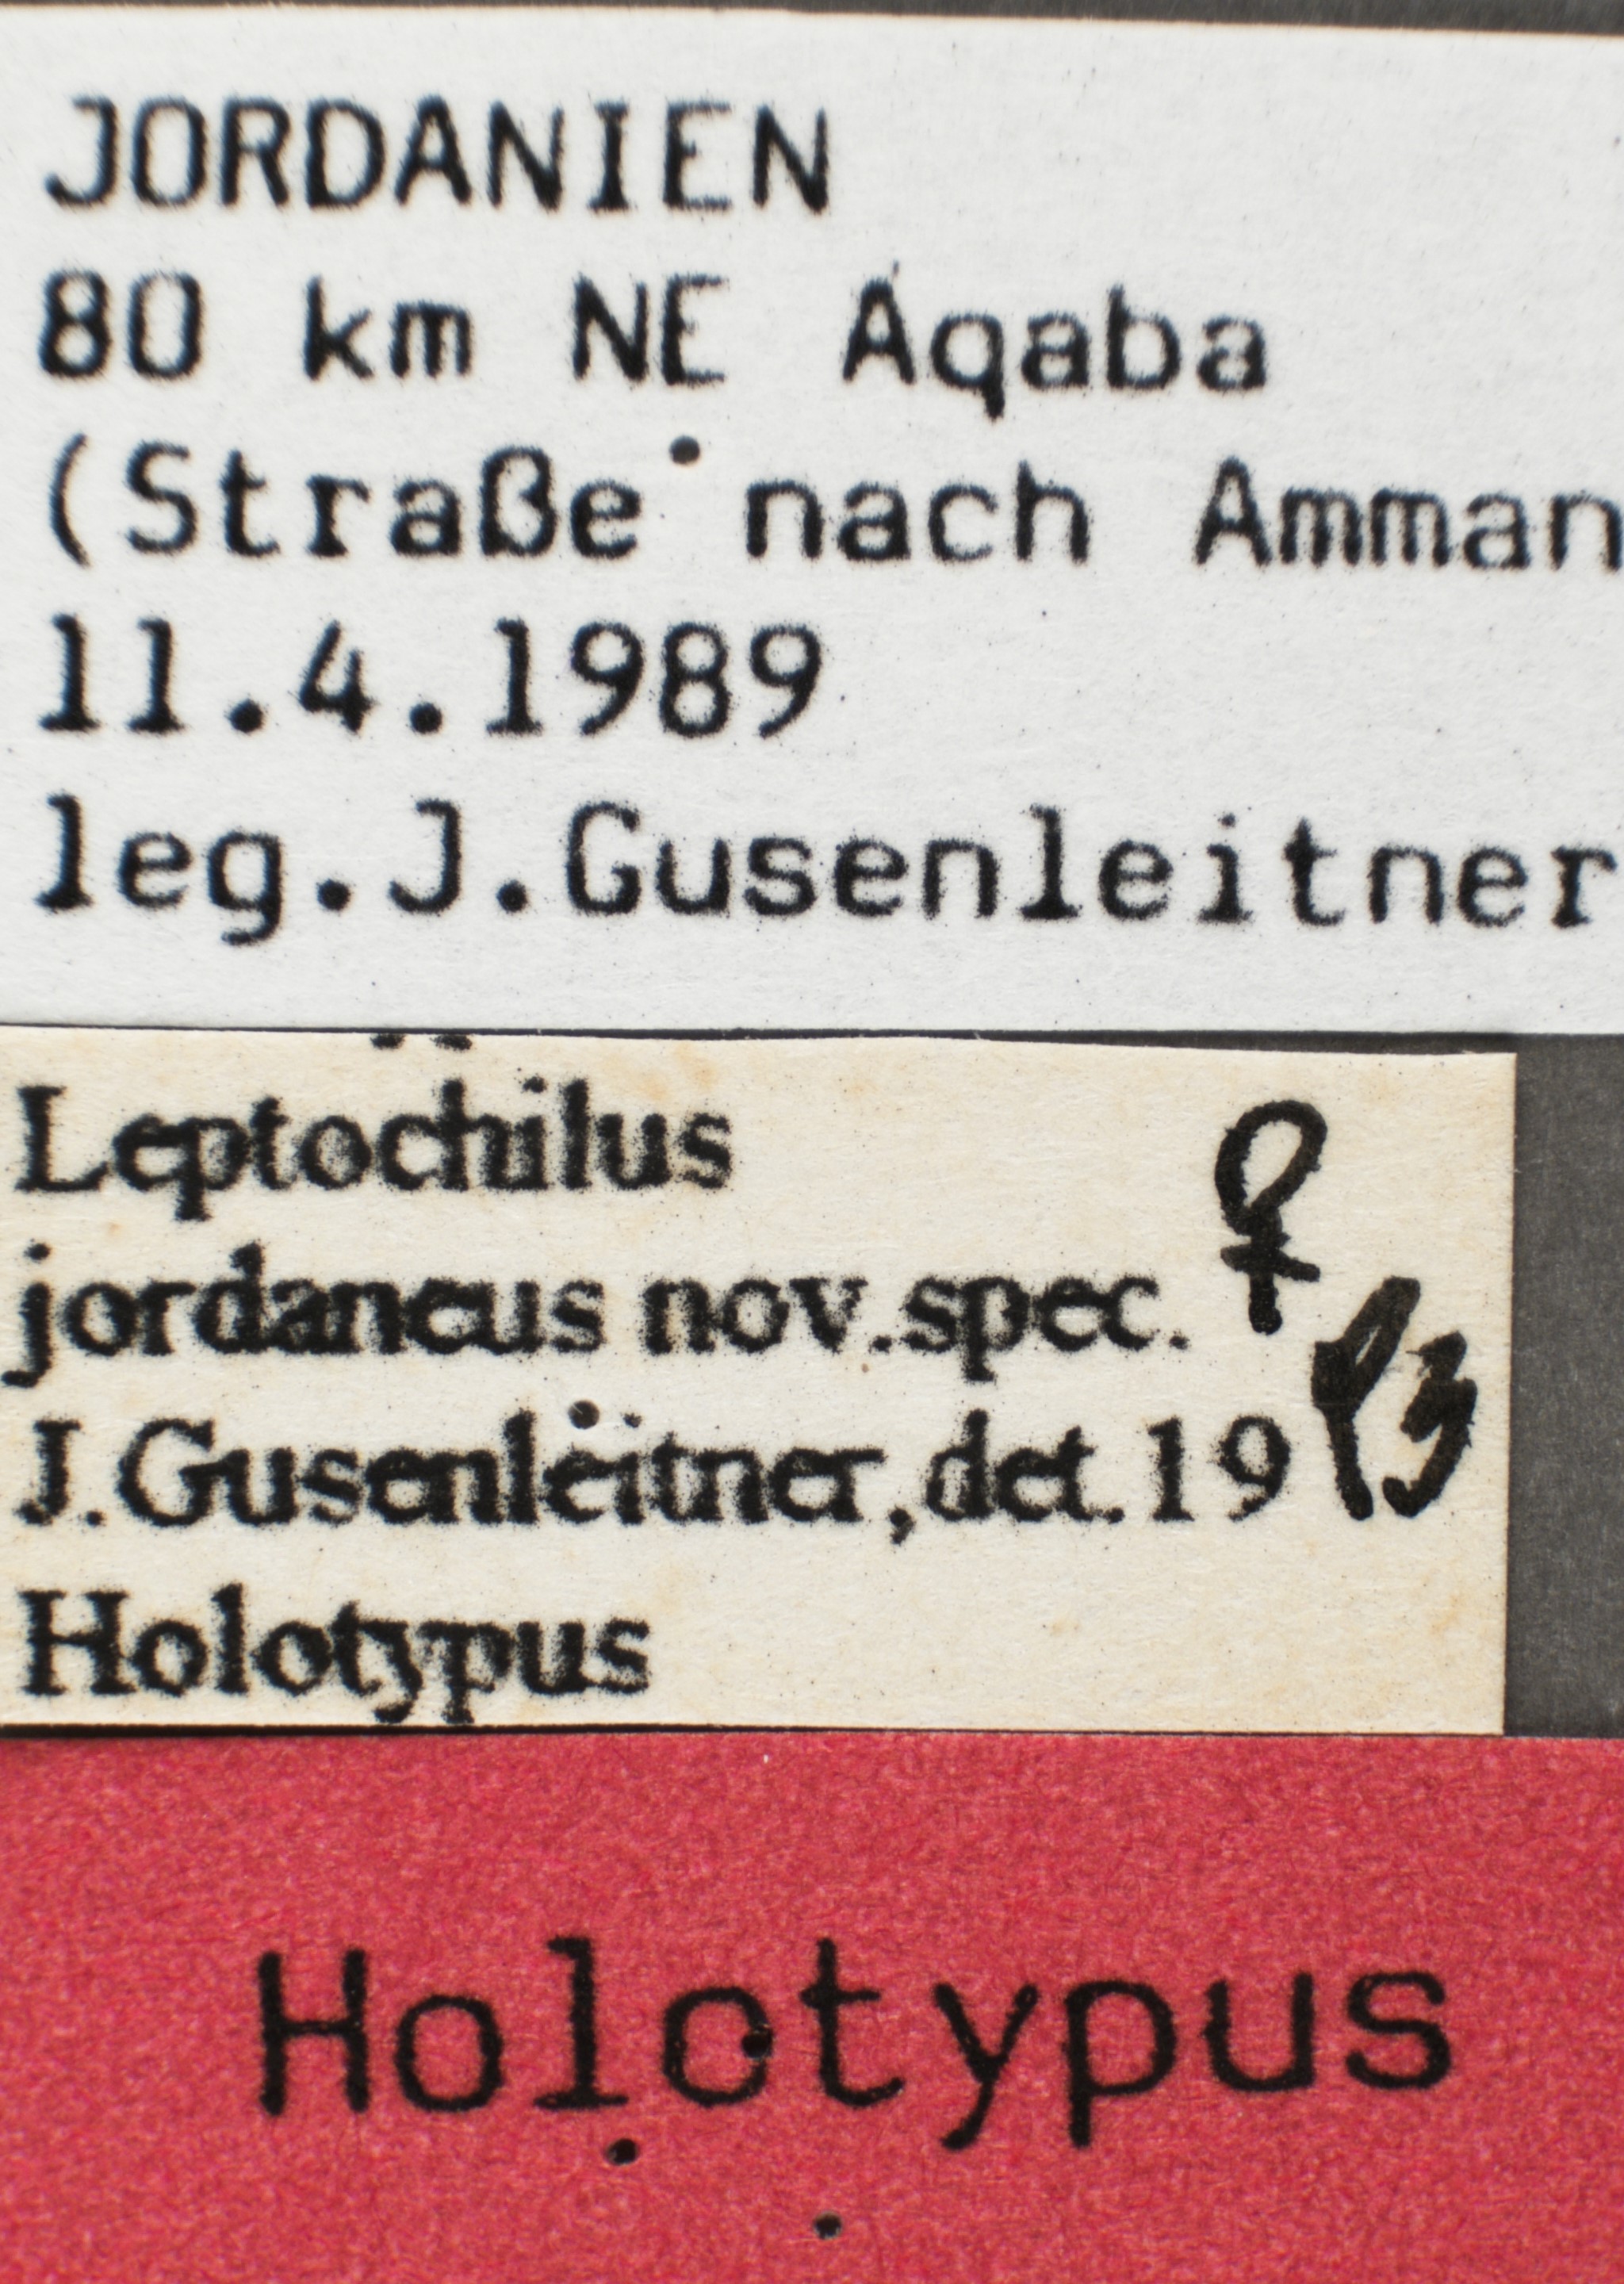 JORDANIEN
80 km NE Aqaba
(Straße nach Amman
11.4.1989
leg.J.Gusenleitner
Leptochilus ♀
jordaneus nov.spec.
J.Gusenleitner,det.19
Holotypus
Holotypus